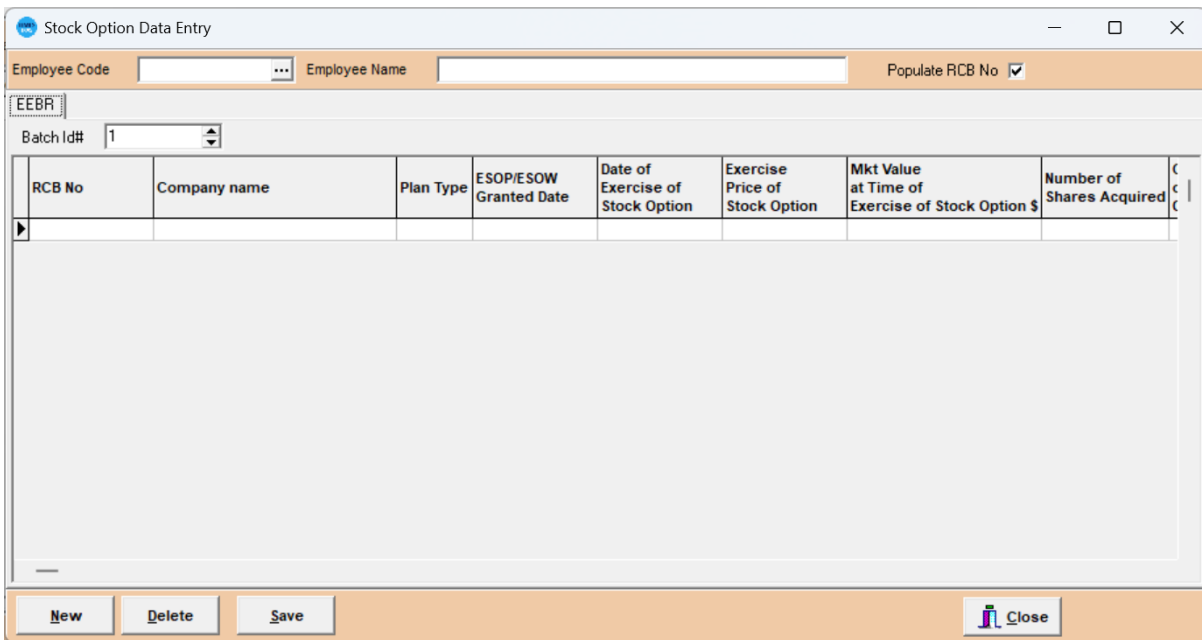 Stock Option Data Entry
Employee Code
Employee Name
Populate RCB No
EEBR
Batch Id# 1
RCB No
Company name
Plan Type
ESOP/ESOW
Granted Date
Date of
Exercise of
Stock Option
Exercise
Price of
Stock Option
Mkt Value
at Time of
Exercise of Stock Option $
Number of
Shares Acquired
New
Delete
Save
Close